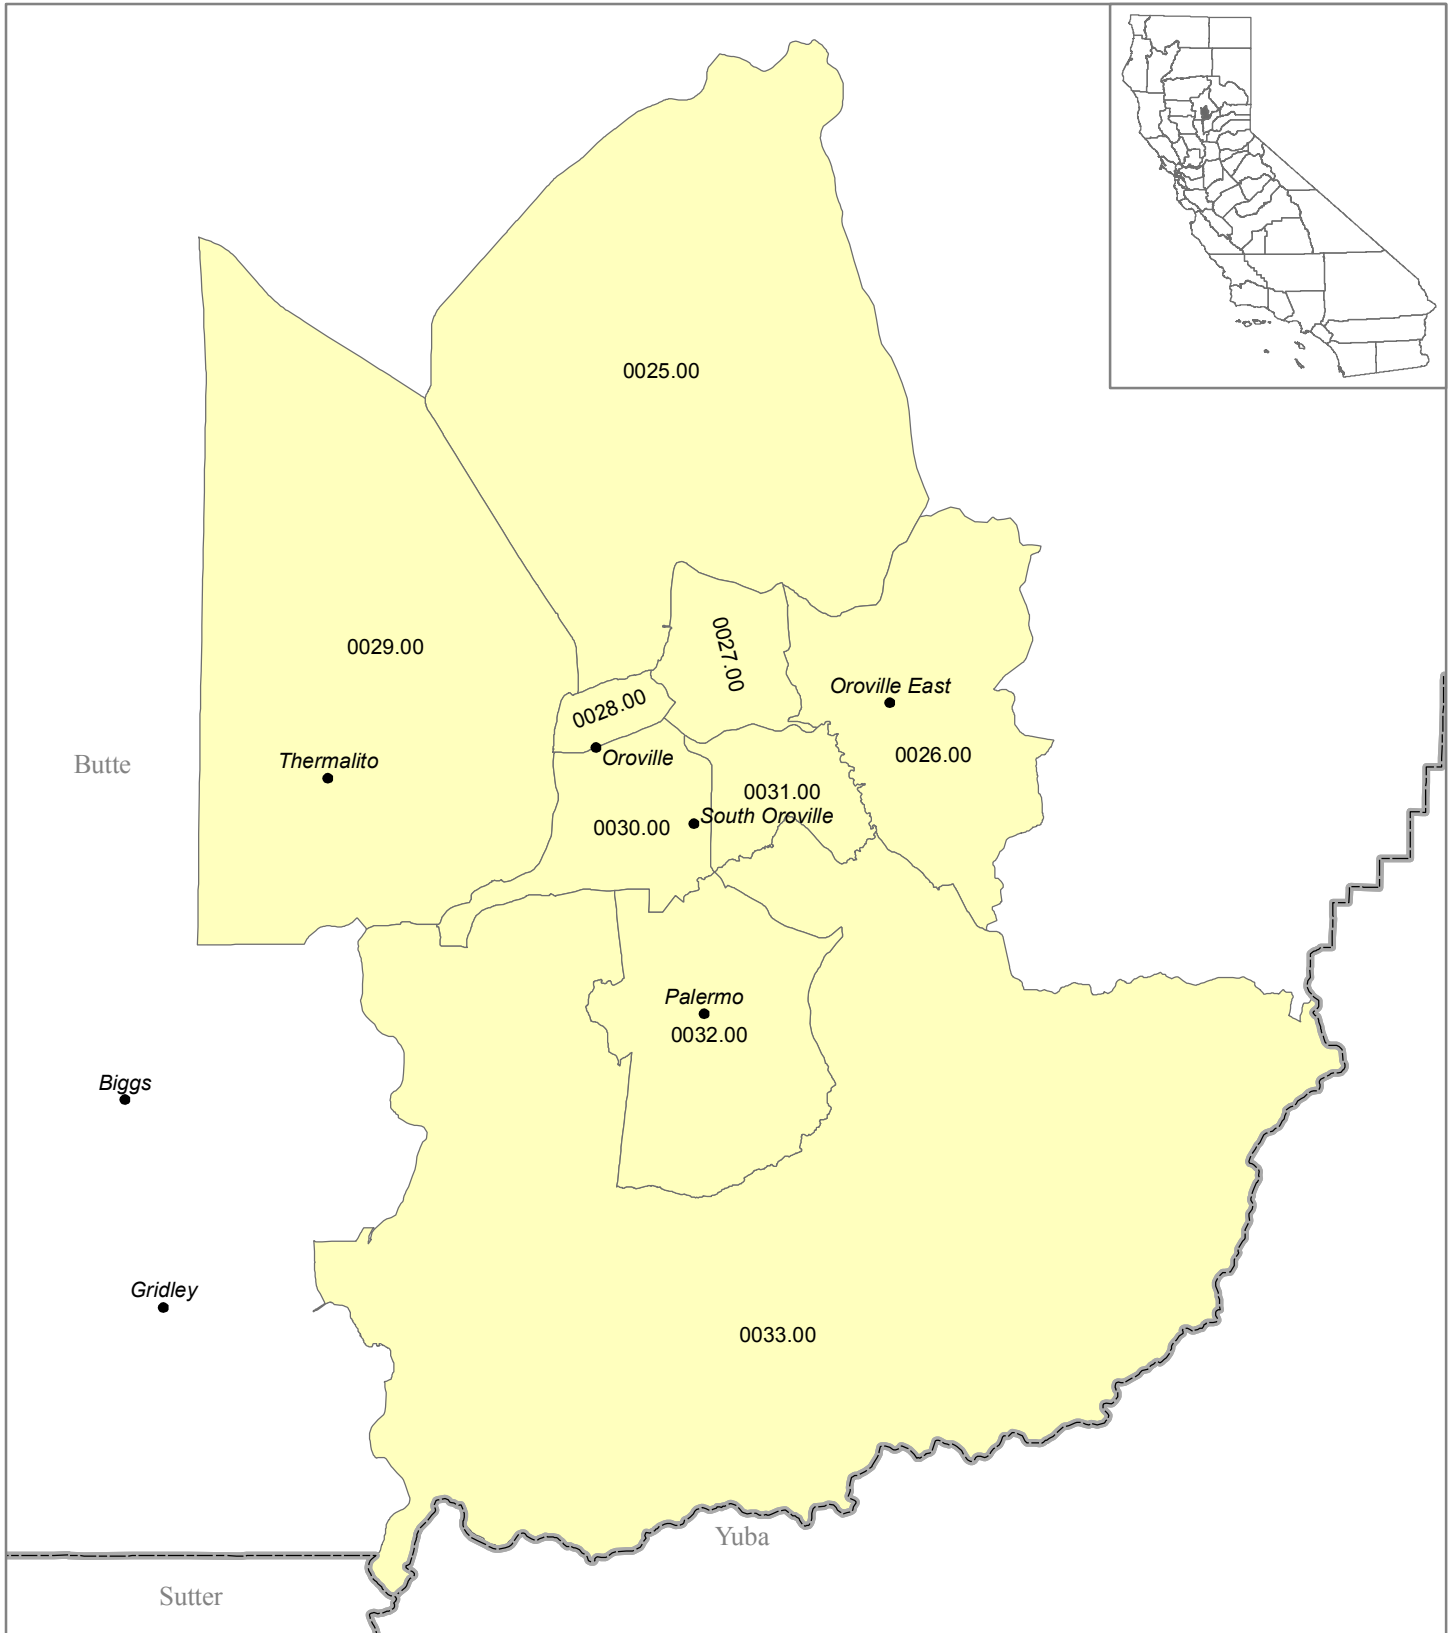 0025.00
0027.00
0029.00
Oroville East
0028.00
0026.00
Oroville
Thermalito
Butte
0031.00
South Oroville
0030.00
Palermo
0032.00
Biggs
Gridley
0033.00
Yuba
Sutter